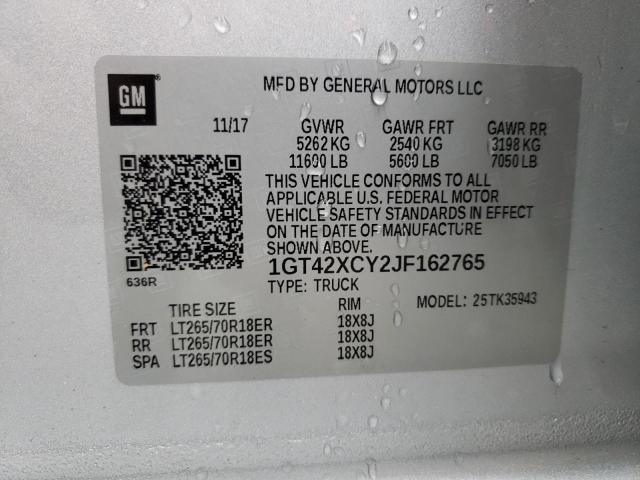 GM
MFD BY GENERAL MOTORS LLC
11/17 GVWR GAWR FRT GAWR RR
5262 KG 2540 KG 3198 KG
11600 LB 5600 LB 7050 LB
THIS VEHICLE CONFORMS TO ALL
APPLICABLE U.S. FEDERAL MOTOR
VEHICLE SAFETY STANDARDS IN EFFECT
ON THE DATE OF MANUFACTURE
SHOWN ABOVE.
636R
1GT42XCY2JF162765
TYPE: TRUCK MODEL: 25TK35943
TIRE SIZE RIM
FRT LT265/70R18ER 18X8J
RR LT265/70R18ER 18X8J
SPA LT265/70R18ES 18X8J